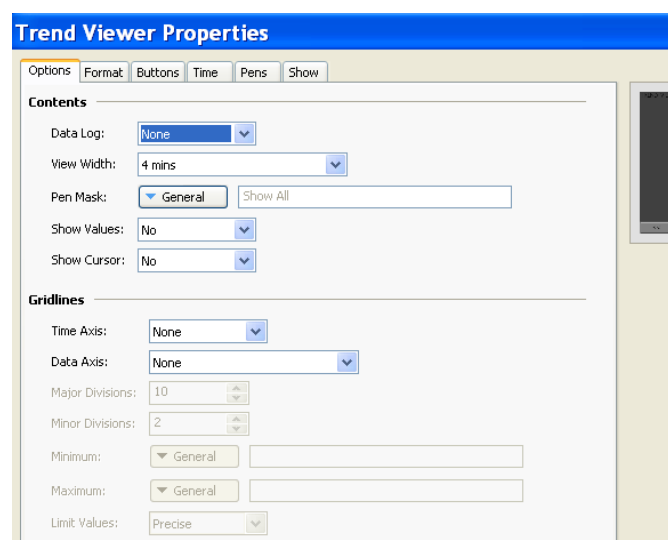 Trend Viewer Properties
Options Format Buttons Time Pens Show
Contents
Data Log: None
View Width: 4 mins
Pen Mask: General Show All
Show Values: No
Show Cursor: No
Gridlines
Time Axis: None
Data Axis: None
Major Divisions: 10
Minor Divisions: 2
Minimum: General
Maximum: General
Limit Values: Precise